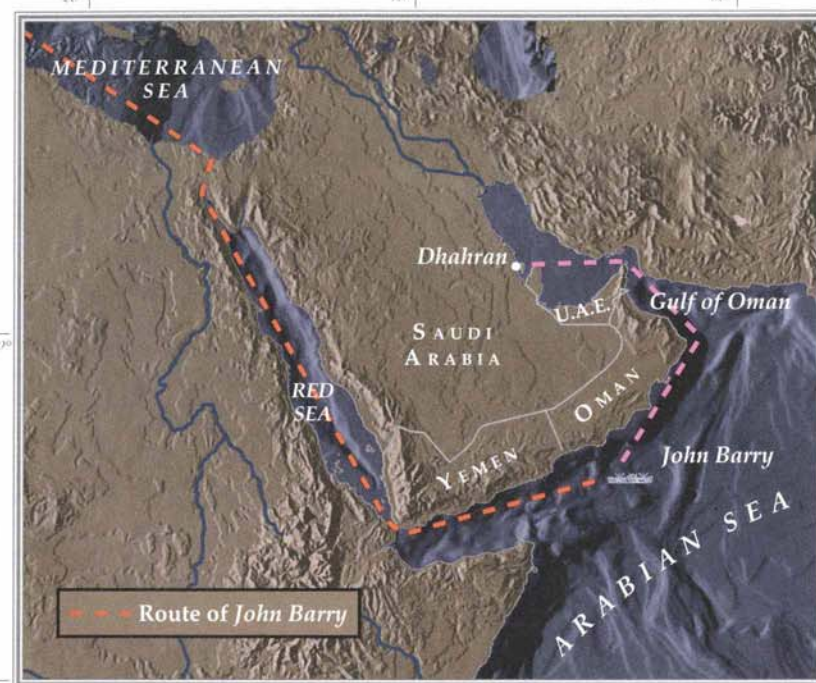 MEDITERRANEAN
SEA
Dhahran
Gulf of Oman
U.A.E.
SAUDI
ARABIA
OMAN
RED
SEA
YEMEN
John Barry
ARABIAN SEA
Route of John Barry